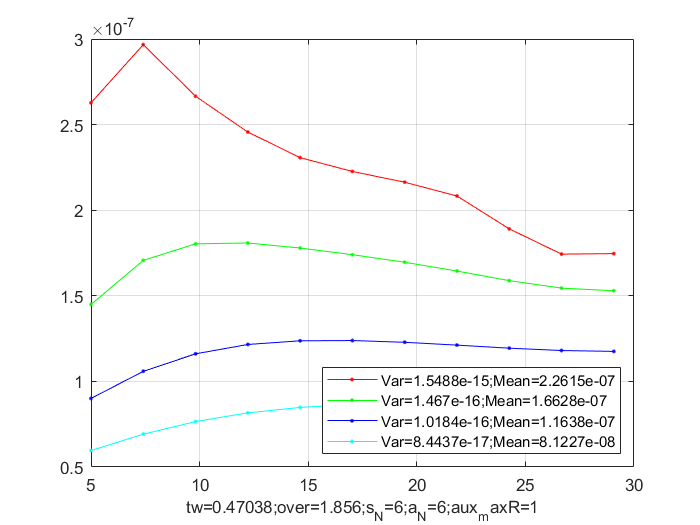 ×10-7
3
2.5
2
1.5
1
0.5
5 10 15 20 25 30
Var=1.5488e-15;Mean=2.2615e-07
Var=1.467e-16;Mean=1.6628e-07
Var=1.0184e-16;Mean=1.1638e-07
Var=8.4437e-17;Mean=8.1227e-08
tw=0.47038;over=1.856;sN=6;aN=6;auxmaxR=1